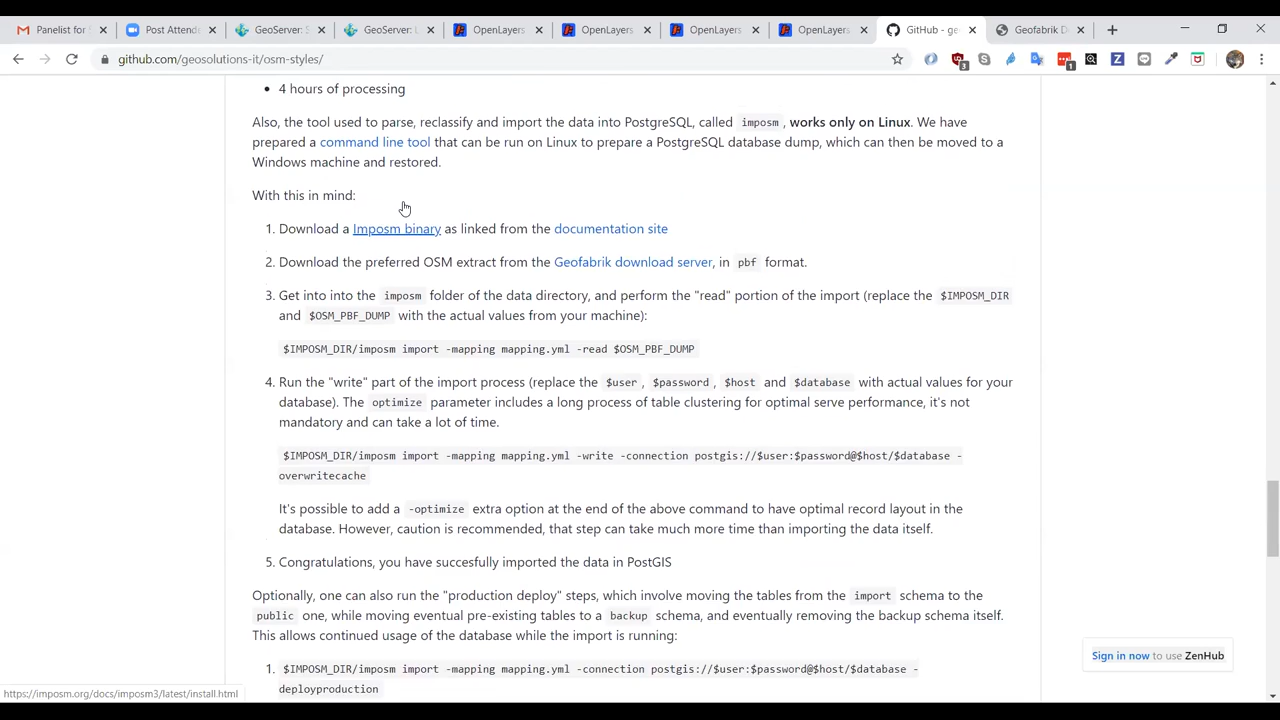 Panelist for
Post Attenda
GeoServer: S
GeoServer: L
OpenLayers
OpenLayers
OpenLayers
OpenLayers
GitHub - geo
Geofabrik D
github.com/geosolutions-it/osm-styles/
3
1
4 hours of processing
Also, the tool used to parse, reclassify and import the data into PostgreSQL, called imposm, works only on Linux. We have
prepared a command line tool that can be run on Linux to prepare a PostgreSQL database dump, which can then be moved to a
Windows machine and restored.
With this in mind:
1. Download a Imposm binary as linked from the documentation site
2. Download the preferred OSM extract from the Geofabrik download server, in pbf format.
3. Get into into the imposm folder of the data directory, and perform the "read" portion of the import (replace the $IMPOSM_DIR
and $OSM_PBF_DUMP with the actual values from your machine):
$IMPOSM_DIR/imposm import -mapping mapping.yml -read $OSM_PBF_DUMP
4. Run the "write" part of the import process (replace the $user, $password, $host and $database with actual values for your
database). The optimize parameter includes a long process of table clustering for optimal serve performance, it's not
mandatory and can take a lot of time.
$IMPOSM_DIR/imposm import -mapping mapping.yml -write -connection postgis://$user:$password@$host/$database -
overwritecache
It's possible to add a -optimize extra option at the end of the above command to have optimal record layout in the
database. However, caution is recommended, that step can take much more time than importing the data itself.
5. Congratulations, you have succesfully imported the data in PostGIS
Optionally, one can also run the "production deploy" steps, which involve moving the tables from the import schema to the
public one, while moving eventual pre-existing tables to a backup schema, and eventually removing the backup schema itself.
This allows continued usage of the database while the import is running:
Sign in now to use ZenHub
1. $IMPOSM_DIR/imposm import -mapping mapping.yml -connection postgis://$user:$password@$host/$database -
deployproduction
https://imposm.org/docs/imposm3/latest/install.html